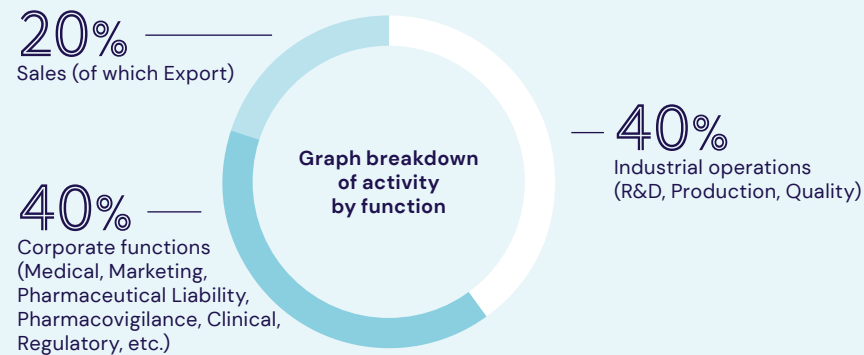 20%
Sales (of which Export)
Graph breakdown
of activity
by function
40%
Industrial operations
(R&D, Production, Quality)
40%
Corporate functions
(Medical, Marketing,
Pharmaceutical Liability,
Pharmacovigilance, Clinical,
Regulatory, etc.)